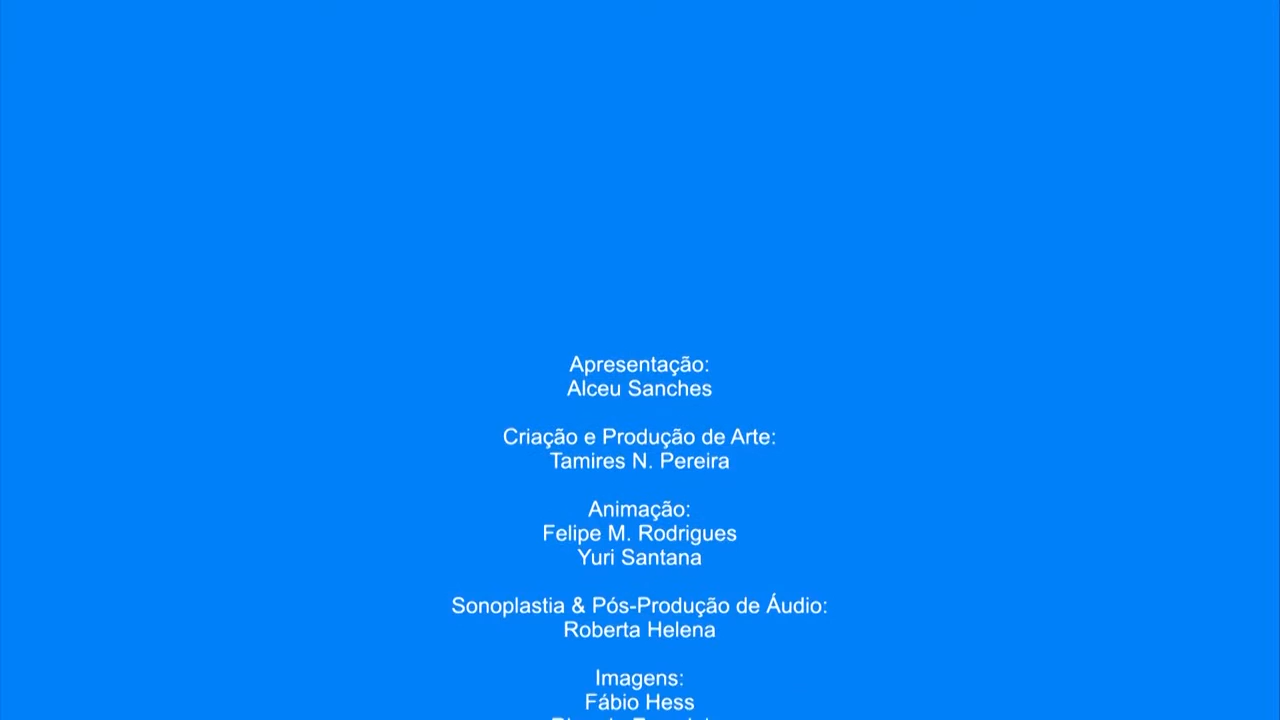 Apresentação:
Alceu Sanches
Criação e Produção de Arte:
Tamires N. Pereira
Animação:
Felipe M. Rodrigues
Yuri Santana
Sonoplastia & Pós-Produção de Áudio:
Roberta Helena
Imagens:
Fábio Hess